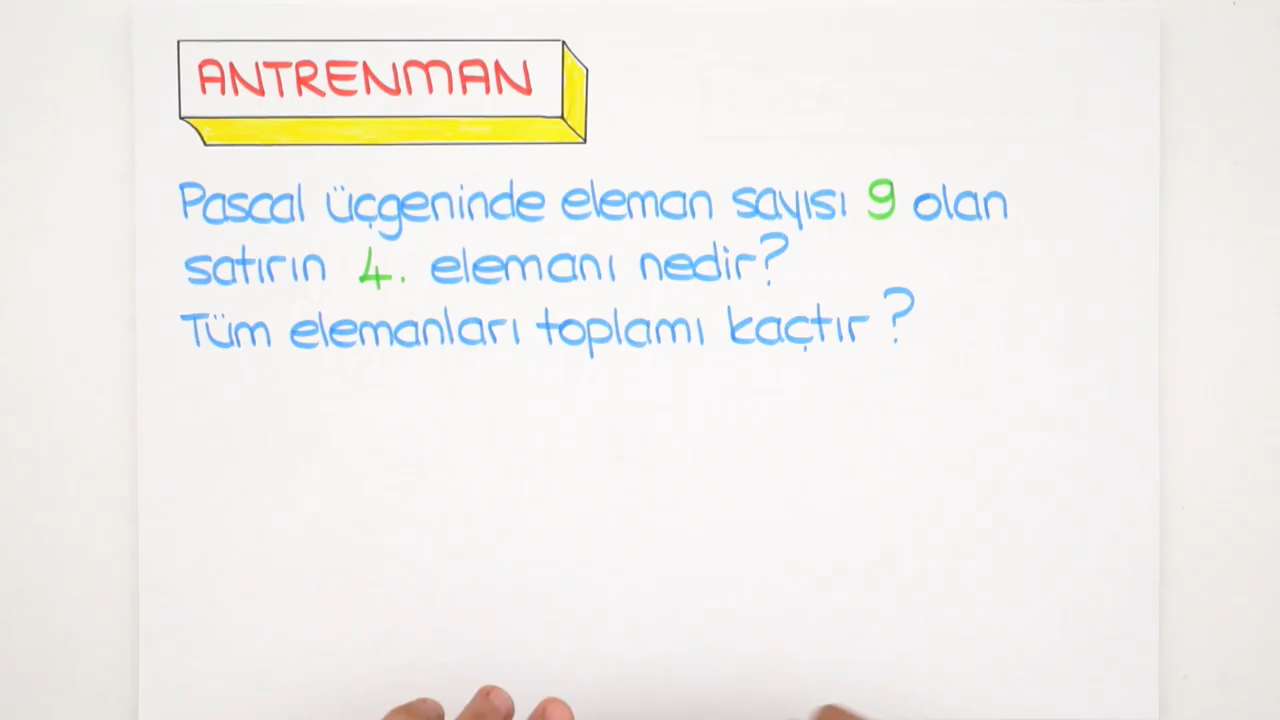 ANTRENMAN
Pascal üçgeninde eleman sayısı 9 olan
satırın 4. elemanı nedir?
Tüm elemanları toplamı kaçtır?